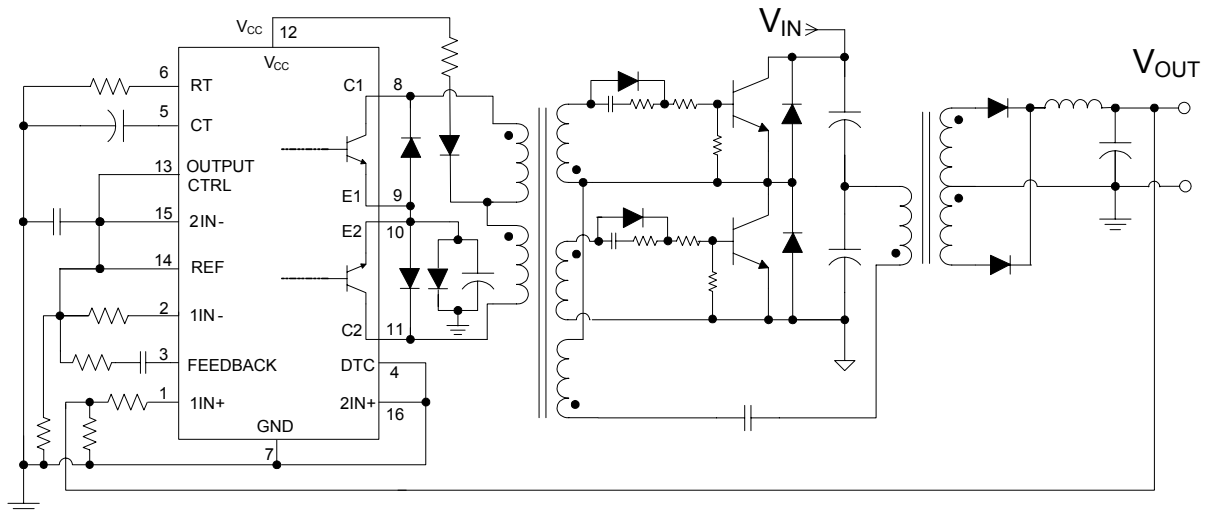 VCC
12
VIN
VOUT
VCC
6
RT
C1
8
5
CT
13
OUTPUT
CTRL
E1
9
15
2IN-
E2
10
14
REF
2
1IN-
C2
11
3
FEEDBACK
DTC
4
1
1IN+
2IN+
16
GND
7